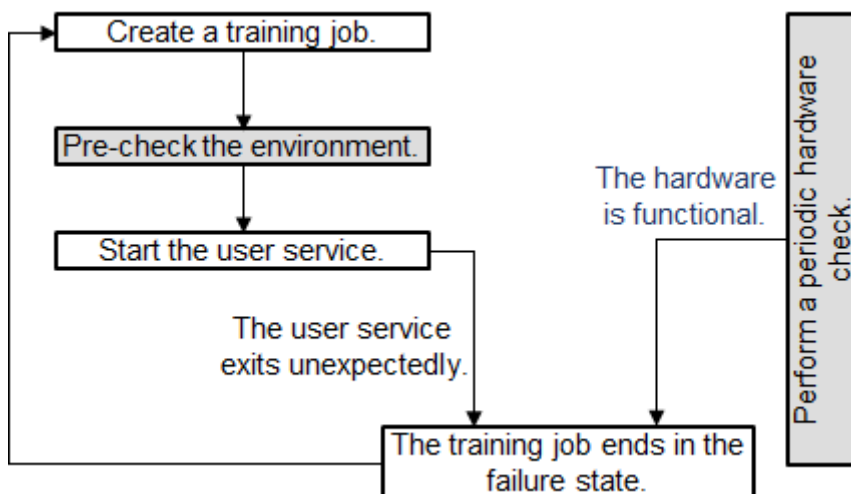 Create a training job.
Pre-check the environment.
Start the user service.
The user service
exits unexpectedly.
The hardware
is functional.
Perform a periodic hardware
check.
The training job ends in the
failure state.